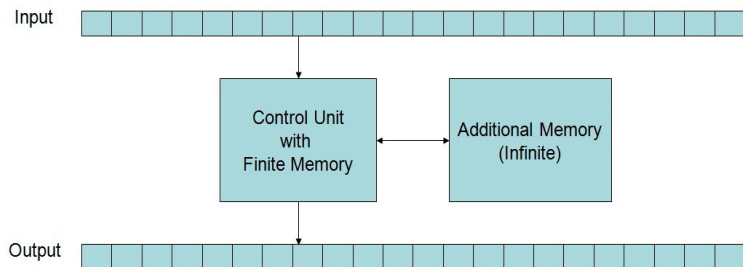 Input
Control Unit
with
Finite Memory
Additional Memory
(Infinite)
Output